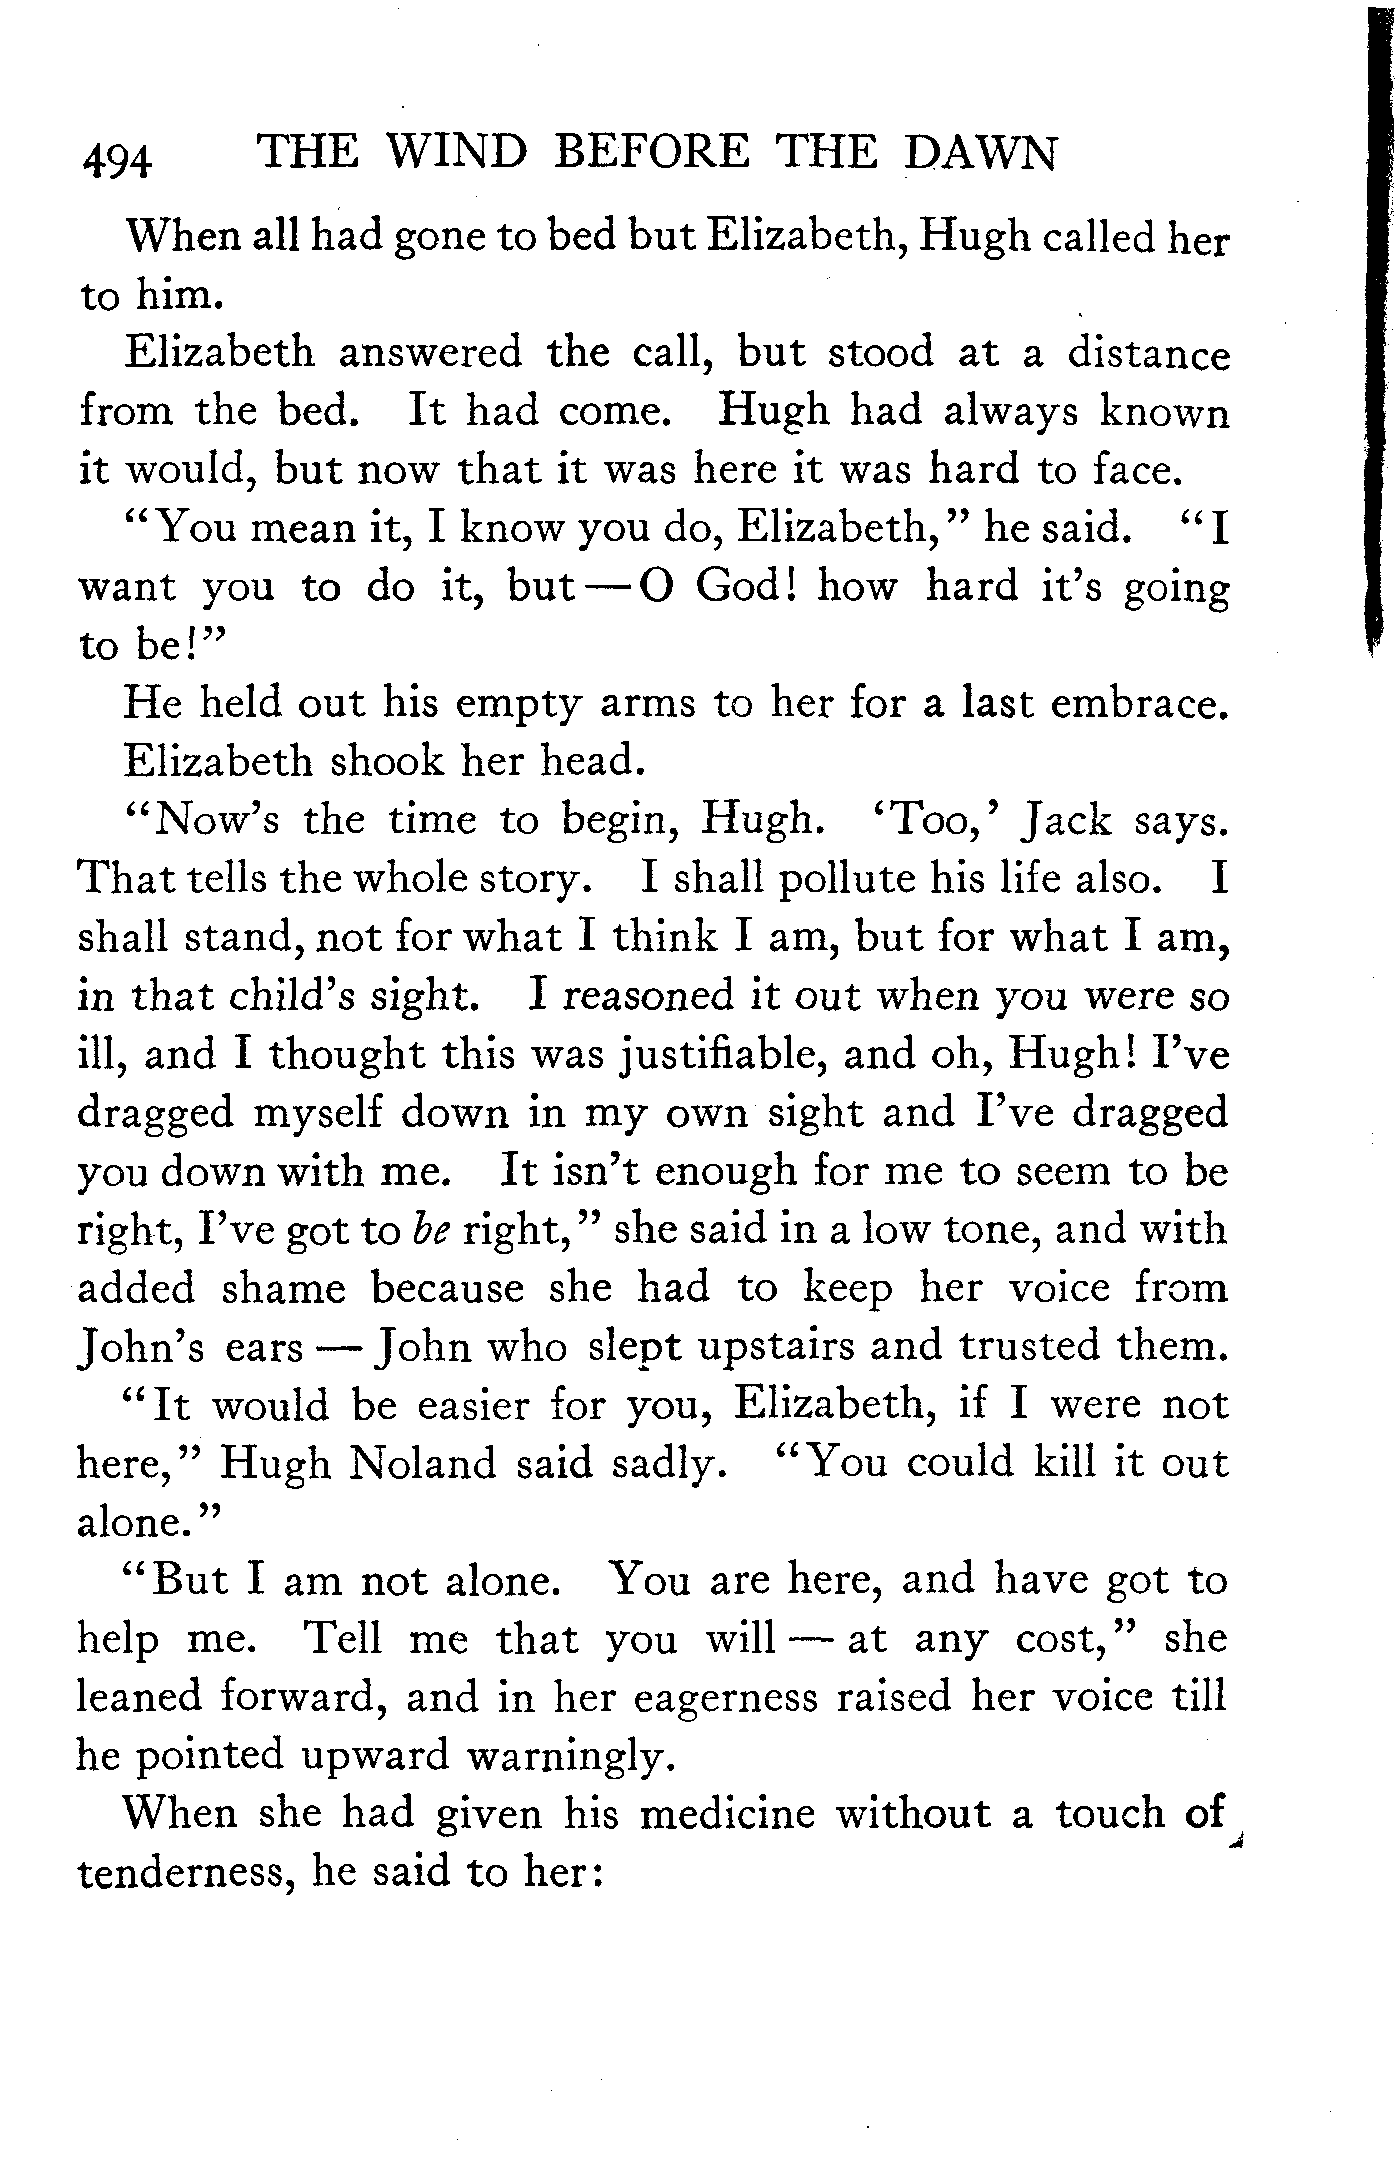 494 THE WIND BEFORE THE DAWN
When all had gone to bed but Elizabeth, Hugh called her
to him.
Elizabeth answered the call, but stood at a distance
from the bed. It had come. Hugh had always known
it would, but now that it was here it was hard to face.
“You mean it, I know you do, Elizabeth,” he said. “I
want you to do it, but — O God! how hard it’s going
to be!”
He held out his empty arms to her for a last embrace.
Elizabeth shook her head.
“Now’s the time to begin, Hugh. ‘Too,’ Jack says.
That tells the whole story. I shall pollute his life also. I
shall stand, not for what I think I am, but for what I am,
in that child’s sight. I reasoned it out when you were so
ill, and I thought this was justifiable, and oh, Hugh! I’ve
dragged myself down in my own sight and I’ve dragged
you down with me. It isn’t enough for me to seem to be
right, I’ve got to be right,” she said in a low tone, and with
added shame because she had to keep her voice from
John’s ears — John who slept upstairs and trusted them.
“It would be easier for you, Elizabeth, if I were not
here,” Hugh Noland said sadly. “You could kill it out
alone.”
“But I am not alone. You are here, and have got to
help me. Tell me that you will — at any cost,” she
leaned forward, and in her eagerness raised her voice till
he pointed upward warningly.
When she had given his medicine without a touch of
tenderness, he said to her: